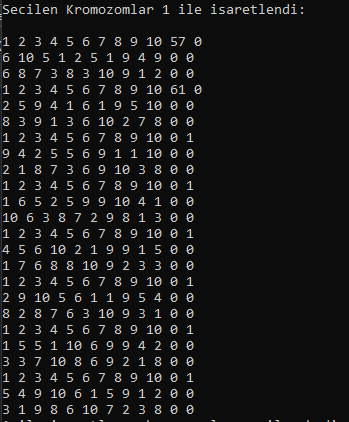 Secilen Kromozomlar 1 ile isaretlendi:
1 2 3 4 5 6 7 8 9 10 57 0
6 10 5 1 2 5 1 9 4 9 0 0
6 8 7 3 8 3 10 9 1 2 0 0
1 2 3 4 5 6 7 8 9 10 61 0
2 5 9 4 1 6 1 9 5 10 0 0
8 3 9 1 3 6 10 2 7 8 0 0
1 2 3 4 5 6 7 8 9 10 0 1
9 4 2 5 5 6 9 1 1 10 0 0
2 1 8 7 3 6 9 10 3 8 0 0
1 2 3 4 5 6 7 8 9 10 0 1
1 6 5 2 5 9 9 10 4 1 0 0
10 6 3 8 7 2 9 8 1 3 0 0
1 2 3 4 5 6 7 8 9 10 0 1
4 5 6 10 2 1 9 9 1 5 0 0
1 7 6 8 8 10 9 2 3 3 0 0
1 2 3 4 5 6 7 8 9 10 0 1
2 9 10 5 6 1 1 9 5 4 0 0
8 2 8 7 6 3 10 9 3 1 0 0
1 2 3 4 5 6 7 8 9 10 0 1
1 5 5 1 10 6 9 9 4 2 0 0
3 3 7 10 8 6 9 2 1 8 0 0
1 2 3 4 5 6 7 8 9 10 0 1
5 4 9 10 6 1 5 9 1 2 0 0
3 1 9 8 6 10 7 2 3 8 0 0